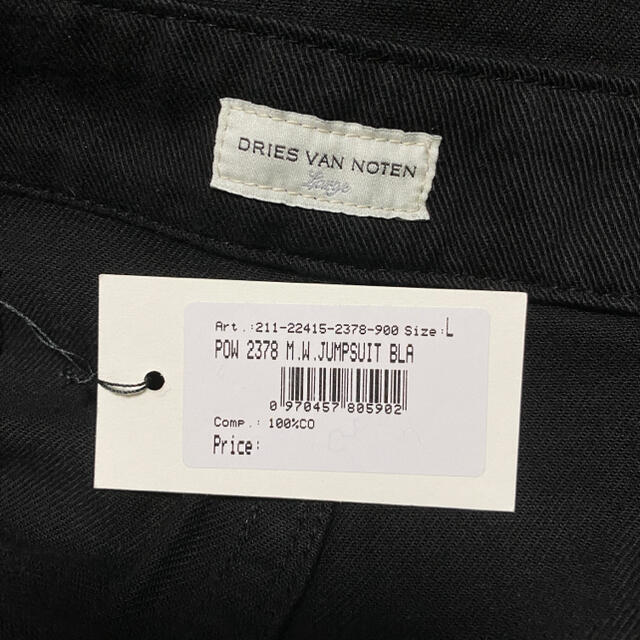 DRIES VAN NOTEN
Large
Art.:211-22415-2378-900 Size:L
POW 2378 M.W.JUMPSUIT BLA
0 970457 805902
Comp.: 100%CO
Price: